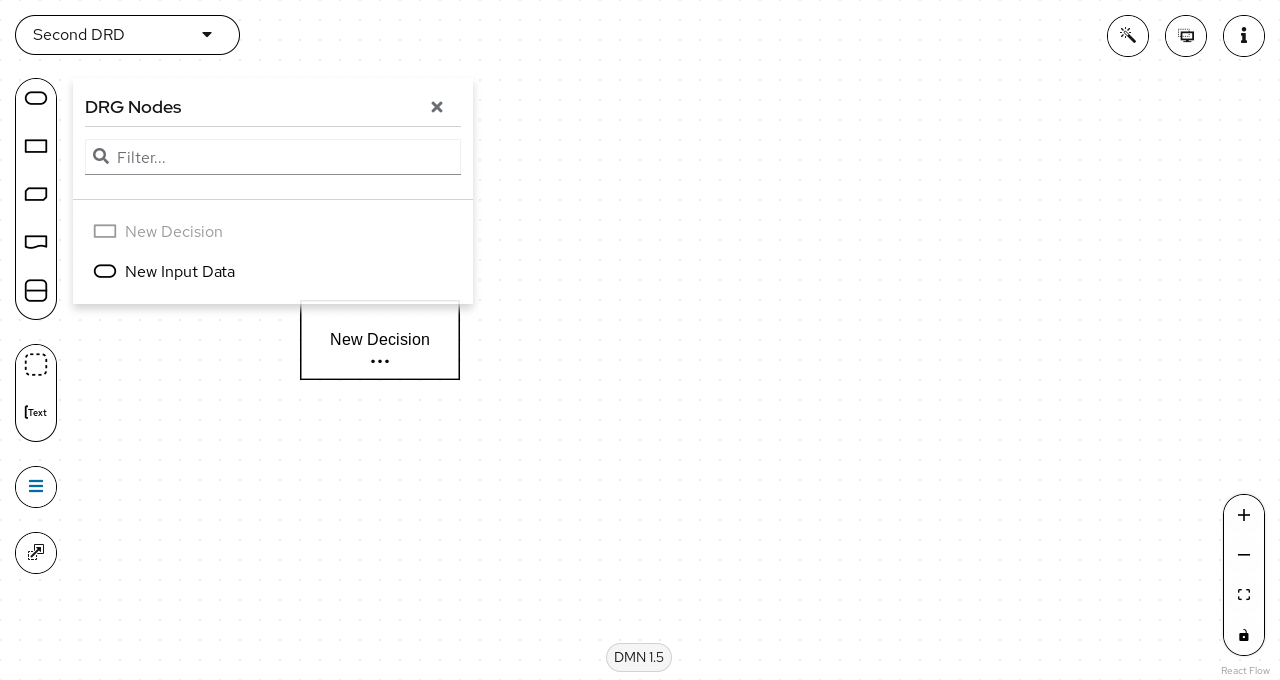 Second DRD
DRG Nodes
Filter...
New Decision
New Input Data
New Decision
Text
DMN 1.5
React Flow